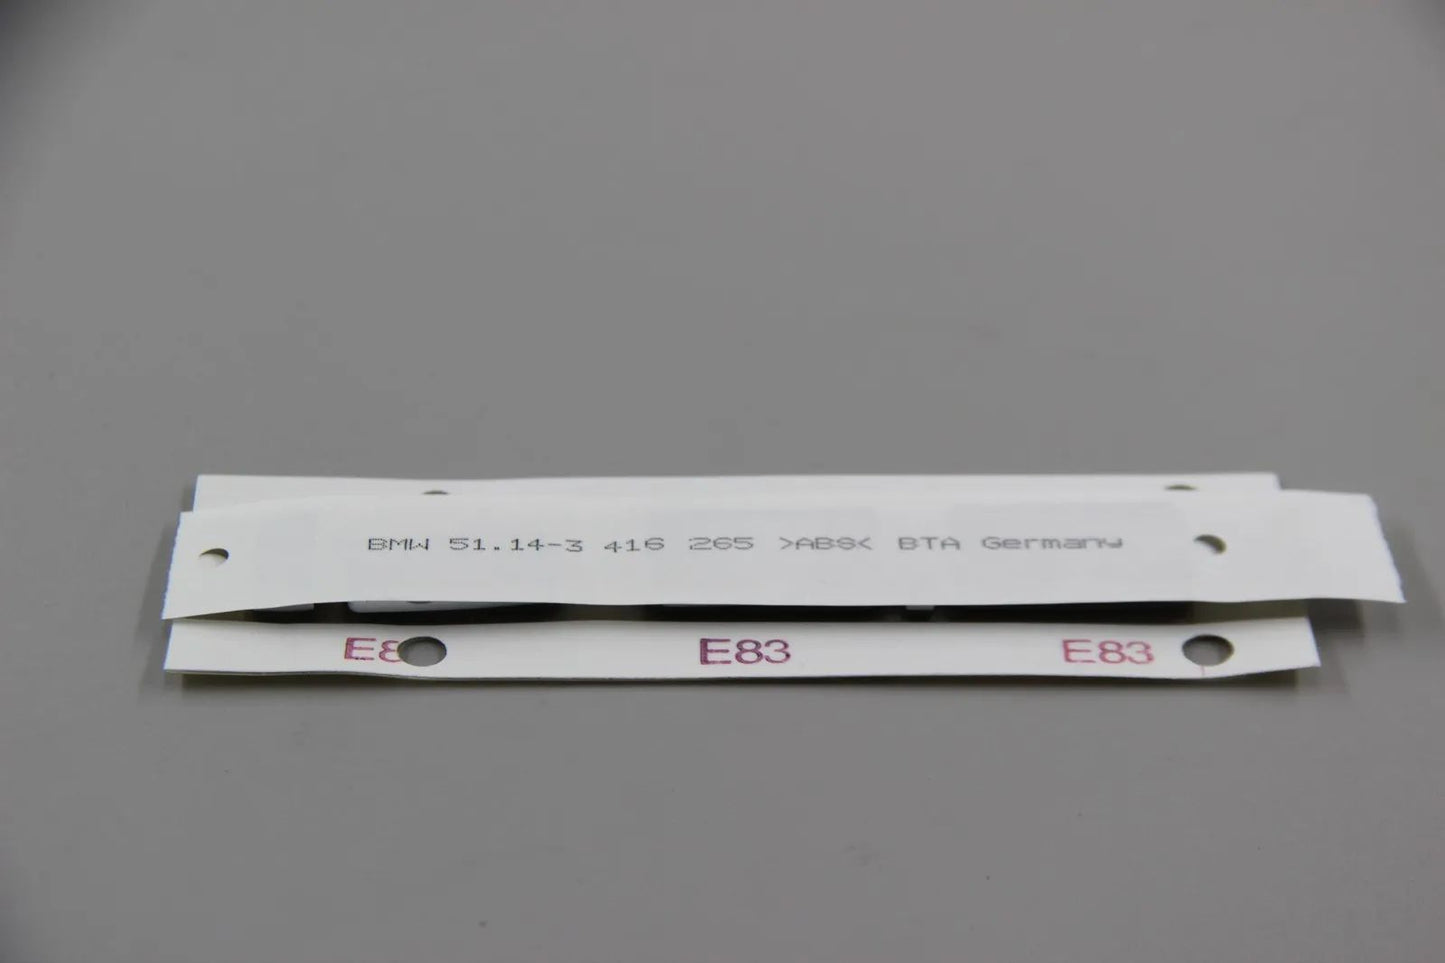 BMW 51.14-3 416 265 >ABS< BTA Germany
E8 E83 E83